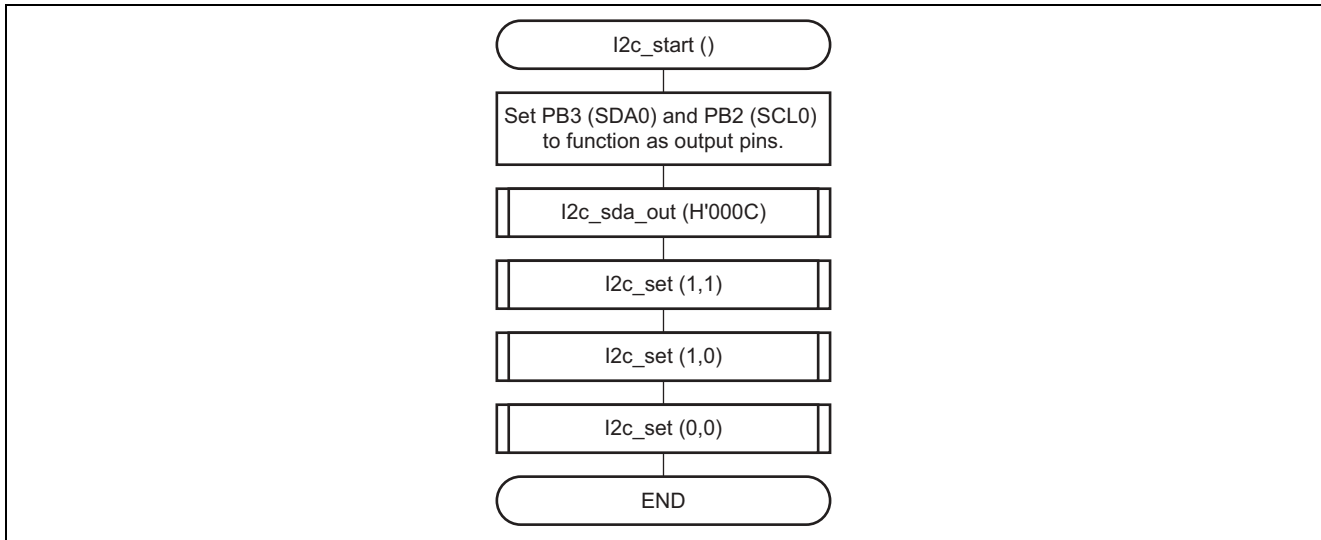 I2c_start ()
Set PB3 (SDA0) and PB2 (SCL0)
to function as output pins.
I2c_sda_out (H'000C)
I2c_set (1,1)
I2c_set (1,0)
I2c_set (0,0)
END